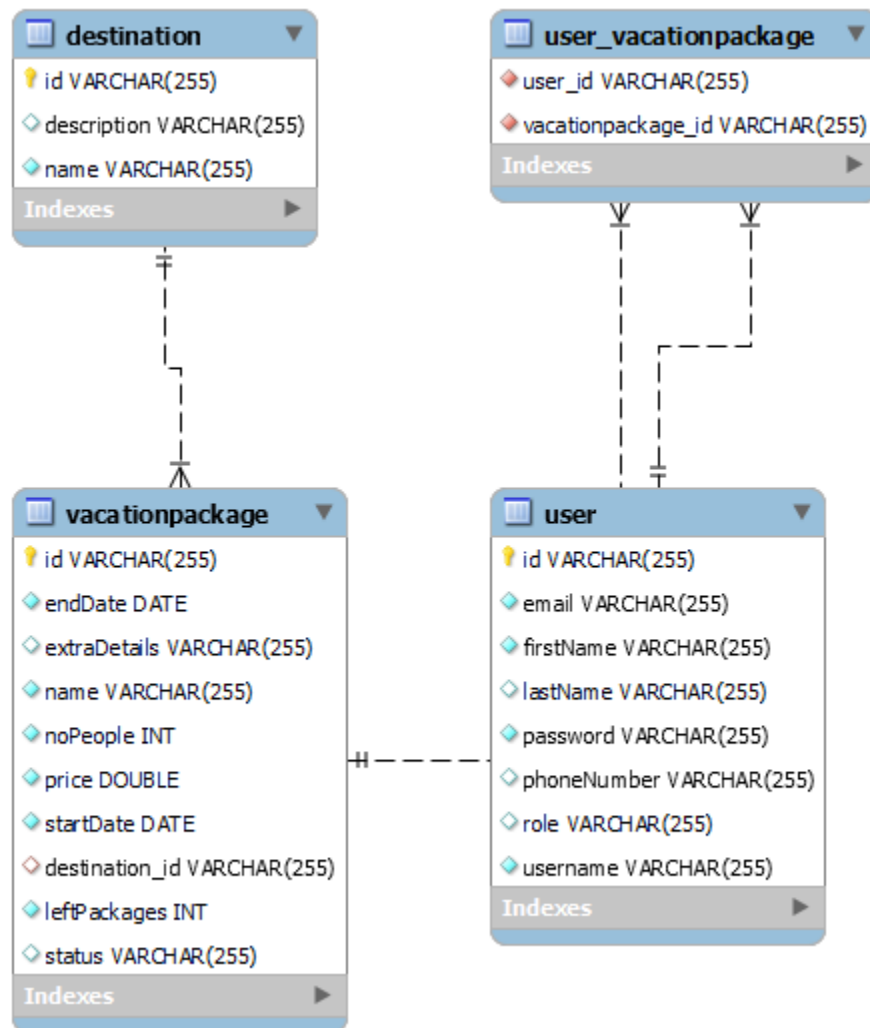 destination
id VARCHAR(255)
description VARCHAR(255)
name VARCHAR(255)
Indexes
user_vacationpackage
user_id VARCHAR(255)
vacationpackage_id VARCHAR(255)
Indexes
vacationpackage
id VARCHAR(255)
endDate DATE
extraDetails VARCHAR(255)
name VARCHAR(255)
noPeople INT
price DOUBLE
startDate DATE
destination_id VARCHAR(255)
leftPackages INT
status VARCHAR(255)
Indexes
user
id VARCHAR(255)
email VARCHAR(255)
firstName VARCHAR(255)
lastName VARCHAR(255)
password VARCHAR(255)
phoneNumber VARCHAR(255)
role VARCHAR(255)
username VARCHAR(255)
Indexes